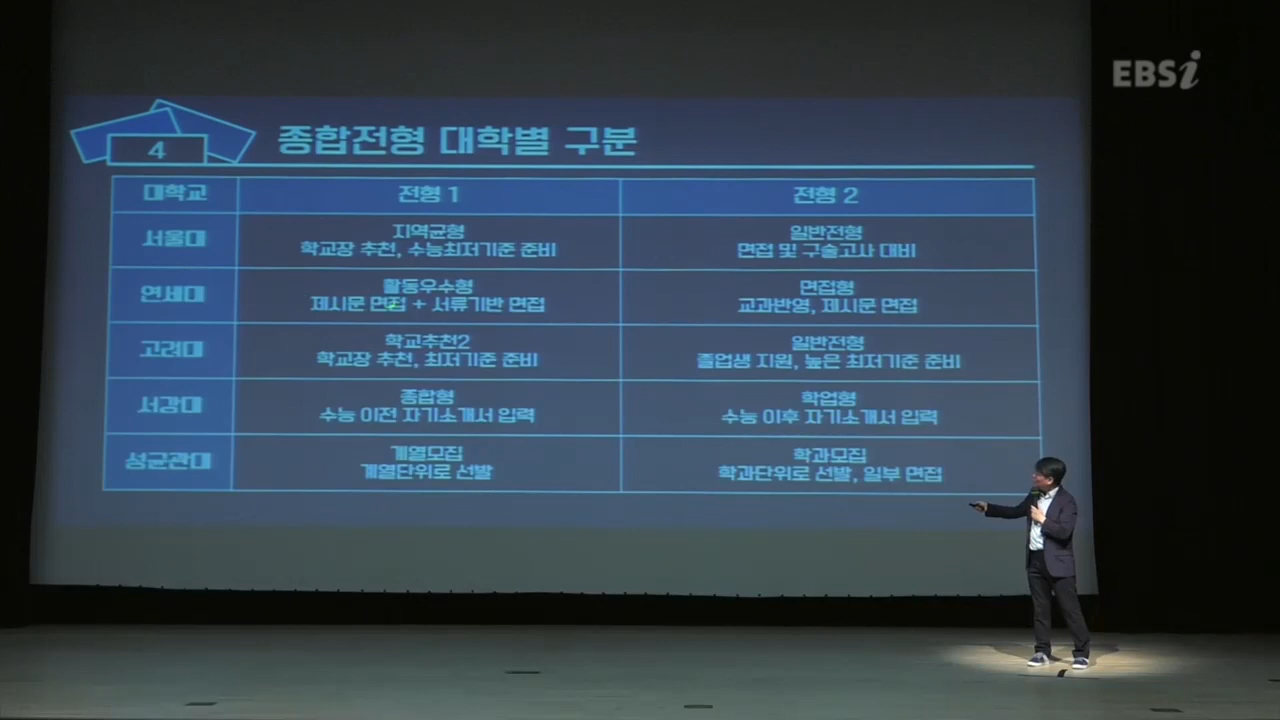 EBSi
4
종합전형 대학별 구분
대학교
전형 1
전형 2
서울대
지역균형
학교장 추천, 수능최저기준 준비
일반전형
면접 및 구술고사 대비
연세대
활동우수형
제시문 면접 + 서류기반 면접
면접형
교과반영, 제시문 면접
고려대
학교추천2
학교장 추천, 최저기준 준비
일반전형
졸업생 지원, 높은 최저기준 준비
서강대
종합형
수능 이전 자기소개서 입력
학업형
수능 이후 자기소개서 입력
성균관대
계열모집
계열단위로 선발
학과모집
학과단위로 선발, 일부 면접